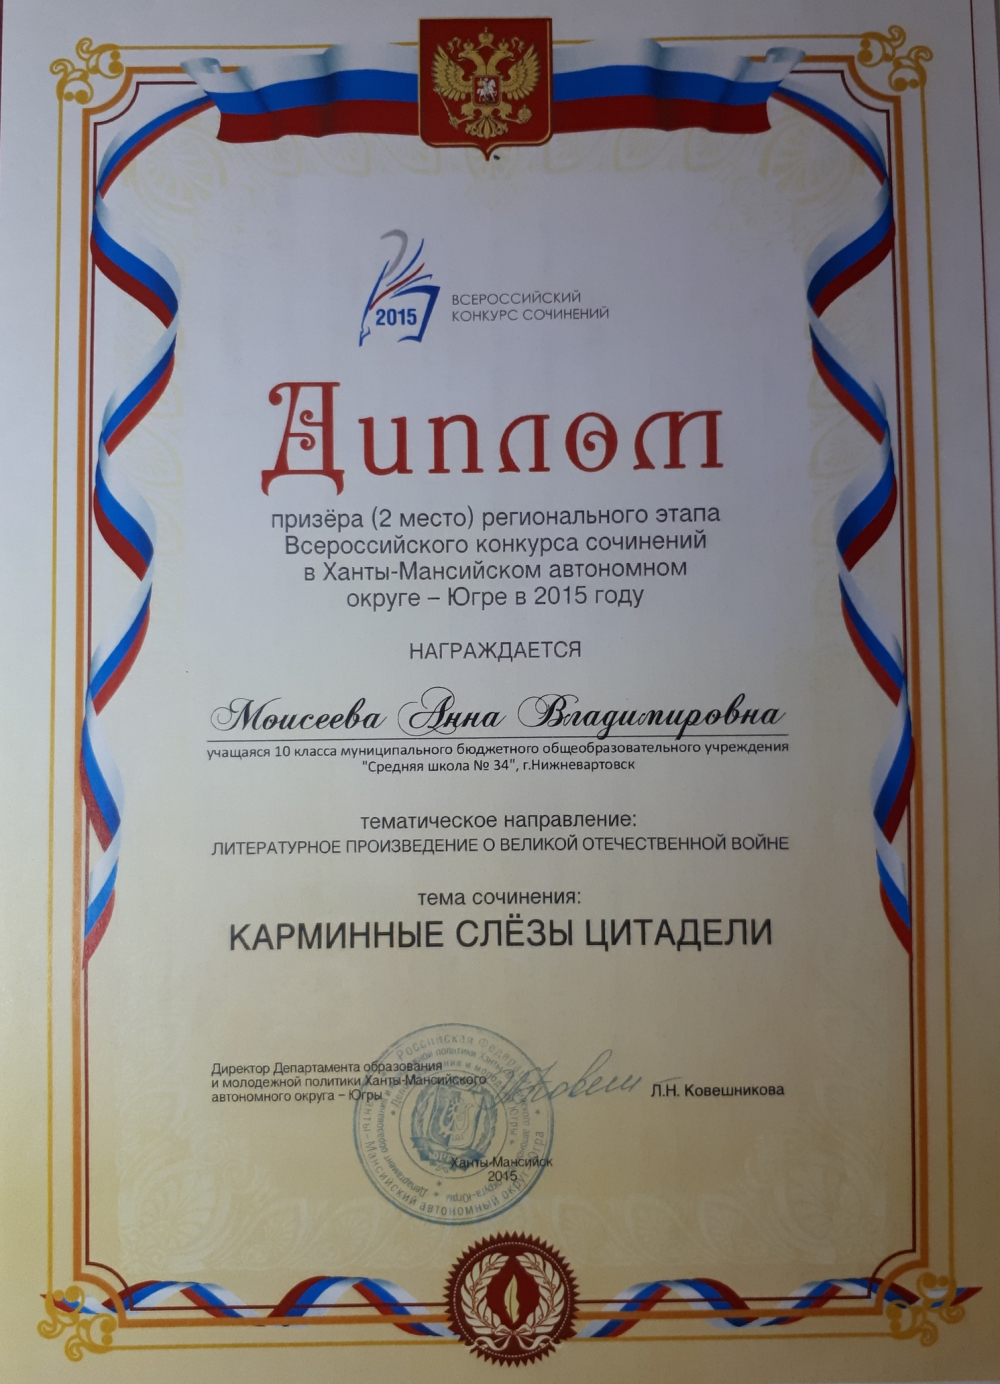 2015
ВСЕРОССИЙСКИЙ
КОНКУРС СОЧИНЕНИЙ
Диплом
призёра (2 место) регионального этапа
Всероссийского конкурса сочинений
в Ханты-Мансийском автономном
округе – Югре в 2015 году
НАГРАЖДАЕТСЯ
Моисеева Анна Владимировна
учащаяся 10 класса муниципального бюджетного общеобразовательного учреждения
"Средняя школа № 34", г.Нижневартовск
тематическое направление:
ЛИТЕРАТУРНОЕ ПРОИЗВЕДЕНИЕ О ВЕЛИКОЙ ОТЕЧЕСТВЕННОЙ ВОЙНЕ
тема сочинения:
КАРМИННЫЕ СЛЁЗЫ ЦИТАДЕЛИ
Директор Департамента образования
и молодежной политики Ханты-Мансийского
автономного округа – Югры
Л.Н. Ковешникова
Ханты-Мансийск
2015